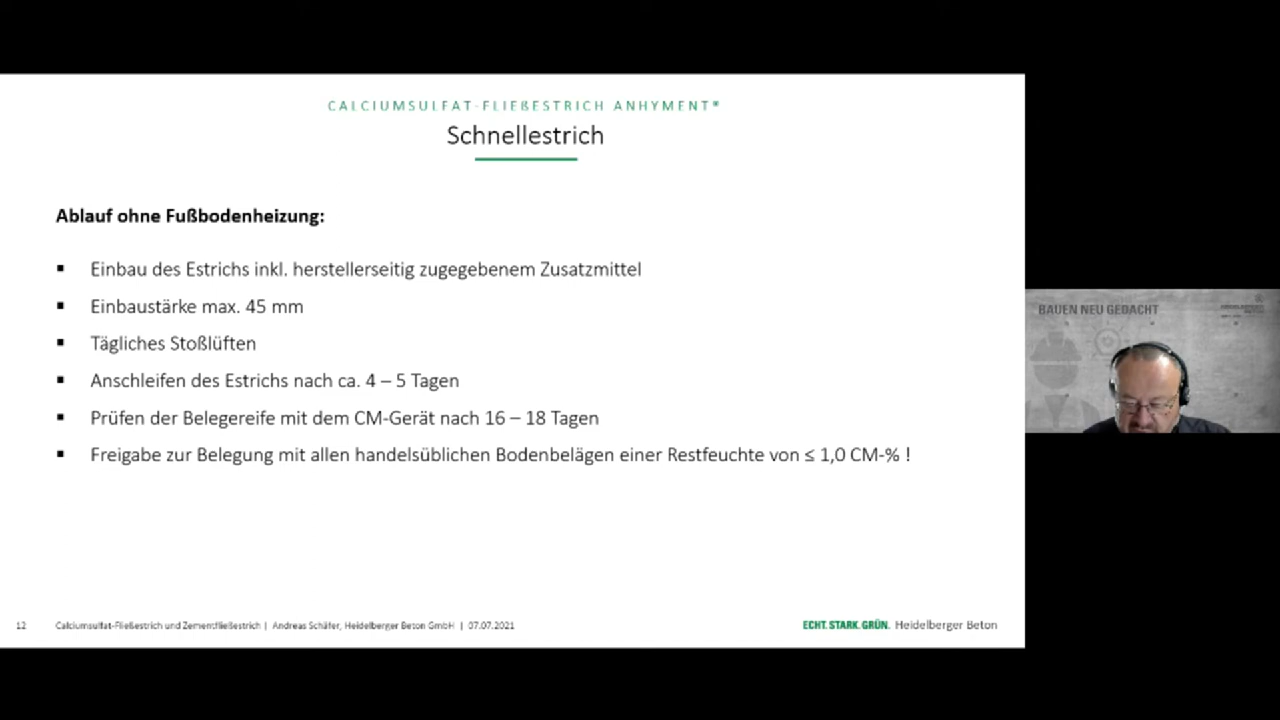 CALCIUMSULFAT-FLIEßESTRICH ANHYMENT®
Schnellestrich
Ablauf ohne Fußbodenheizung:
▪ Einbau des Estrichs inkl. herstellerseitig zugegebenem Zusatzmittel
▪ Einbaustärke max. 45 mm
▪ Tägliches Stoßlüften
▪ Anschleifen des Estrichs nach ca. 4 – 5 Tagen
▪ Prüfen der Belegereife mit dem CM-Gerät nach 16 – 18 Tagen
▪ Freigabe zur Belegung mit allen handelsüblichen Bodenbelägen einer Restfeuchte von ≤ 1,0 CM-% !
BAUEN NEU GEDACHT
12 Calciumsulfat-Fließestrich und Zementfließestrich | Andreas Schäfer, Heidelberger Beton GmbH | 07.07.2021
ECHT. STARK. GRÜN. Heidelberger Beton